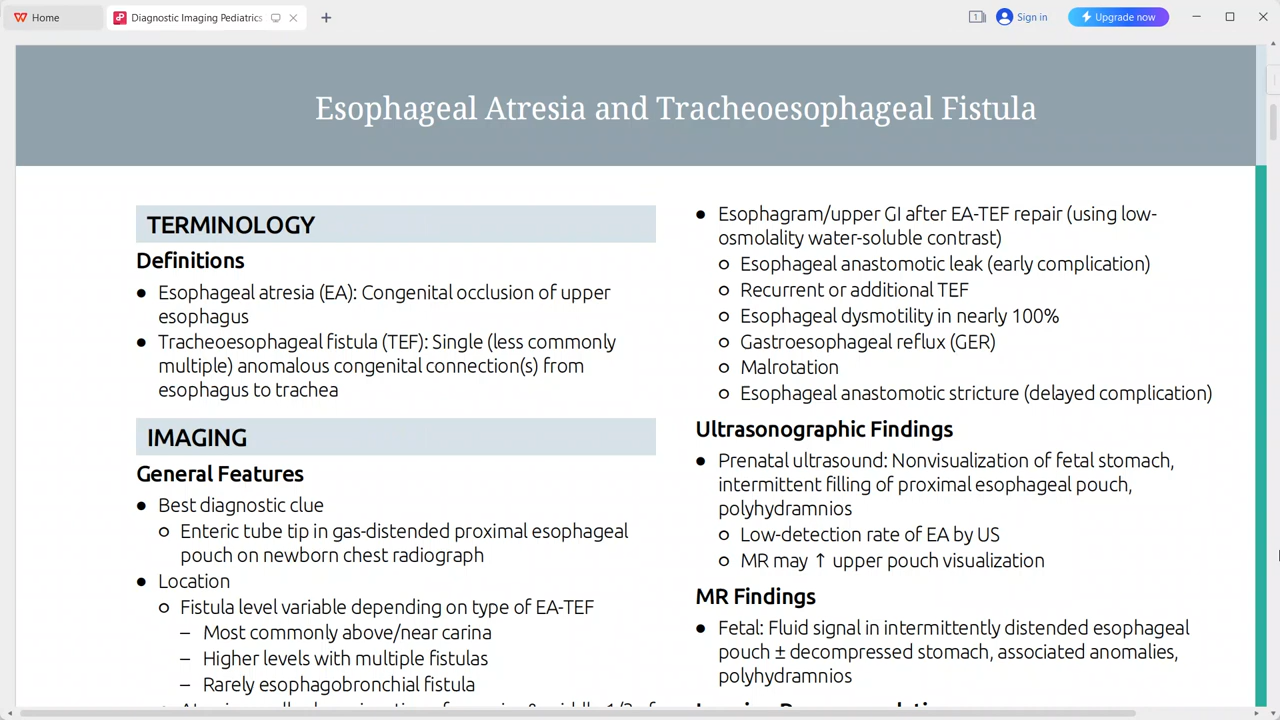 Home
Diagnostic Imaging Pediatrics
Sign in
Upgrade now
Esophageal Atresia and Tracheoesophageal Fistula
TERMINOLOGY
Definitions
● Esophageal atresia (EA): Congenital occlusion of upper
esophagus
● Tracheoesophageal fistula (TEF): Single (less commonly
multiple) anomalous congenital connection(s) from
esophagus to trachea
IMAGING
General Features
● Best diagnostic clue
○ Enteric tube tip in gas-distended proximal esophageal
pouch on newborn chest radiograph
● Location
○ Fistula level variable depending on type of EA-TEF
– Most commonly above/near carina
– Higher levels with multiple fistulas
– Rarely esophagobronchial fistula
● Esophagram/upper GI after EA-TEF repair (using low-
osmolality water-soluble contrast)
○ Esophageal anastomotic leak (early complication)
○ Recurrent or additional TEF
○ Esophageal dysmotility in nearly 100%
○ Gastroesophageal reflux (GER)
○ Malrotation
○ Esophageal anastomotic stricture (delayed complication)
Ultrasonographic Findings
● Prenatal ultrasound: Nonvisualization of fetal stomach,
intermittent filling of proximal esophageal pouch,
polyhydramnios
○ Low-detection rate of EA by US
○ MR may ↑ upper pouch visualization
MR Findings
● Fetal: Fluid signal in intermittently distended esophageal
pouch ± decompressed stomach, associated anomalies,
polyhydramnios